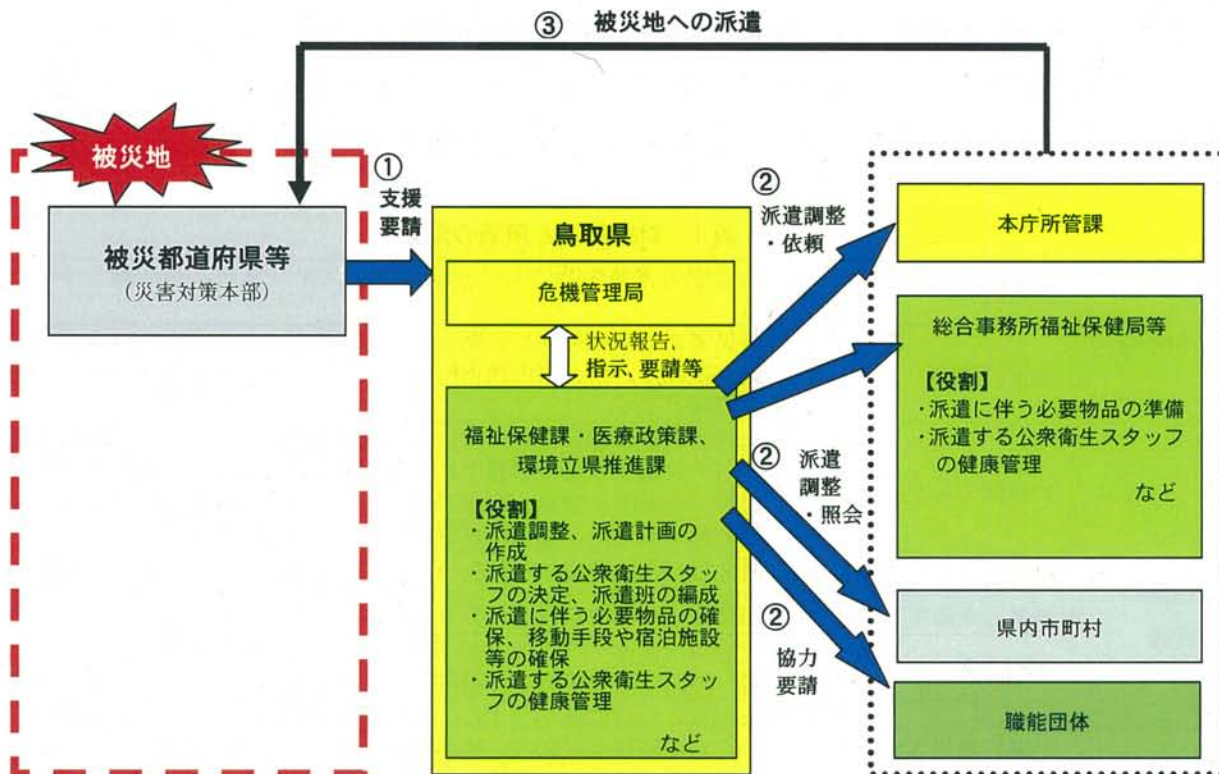 ③ 被災地への派遣
被災地
被災都道府県等
(災害対策本部)
①
支援
要請
鳥取県
危機管理局
状況報告、
指示、要請等
福祉保健課・医療政策課、
環境立県推進課
【役割】
・派遣調整、派遣計画の
作成
・派遣する公衆衛生スタッ
フの決定、派遣班の編成
・派遣に伴う必要物品の確
保、移動手段や宿泊施設
等の確保
・派遣する公衆衛生スタッ
フの健康管理
など
②
派遣調整
・依頼
②
派遣
調整
・照会
②
協力
要請
本庁所管課
総合事務所福祉保健局等
【役割】
・派遣に伴う必要物品の準備
・派遣する公衆衛生スタッフ
の健康管理
など
県内市町村
職能団体